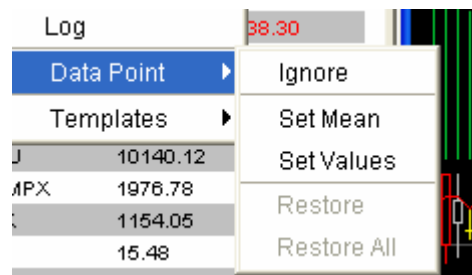 Log
38.30
Data Point
Ignore
Templates
Set Mean
Set Values
10140.12
MPX 1976.78
1154.05
15.48
Restore
Restore All